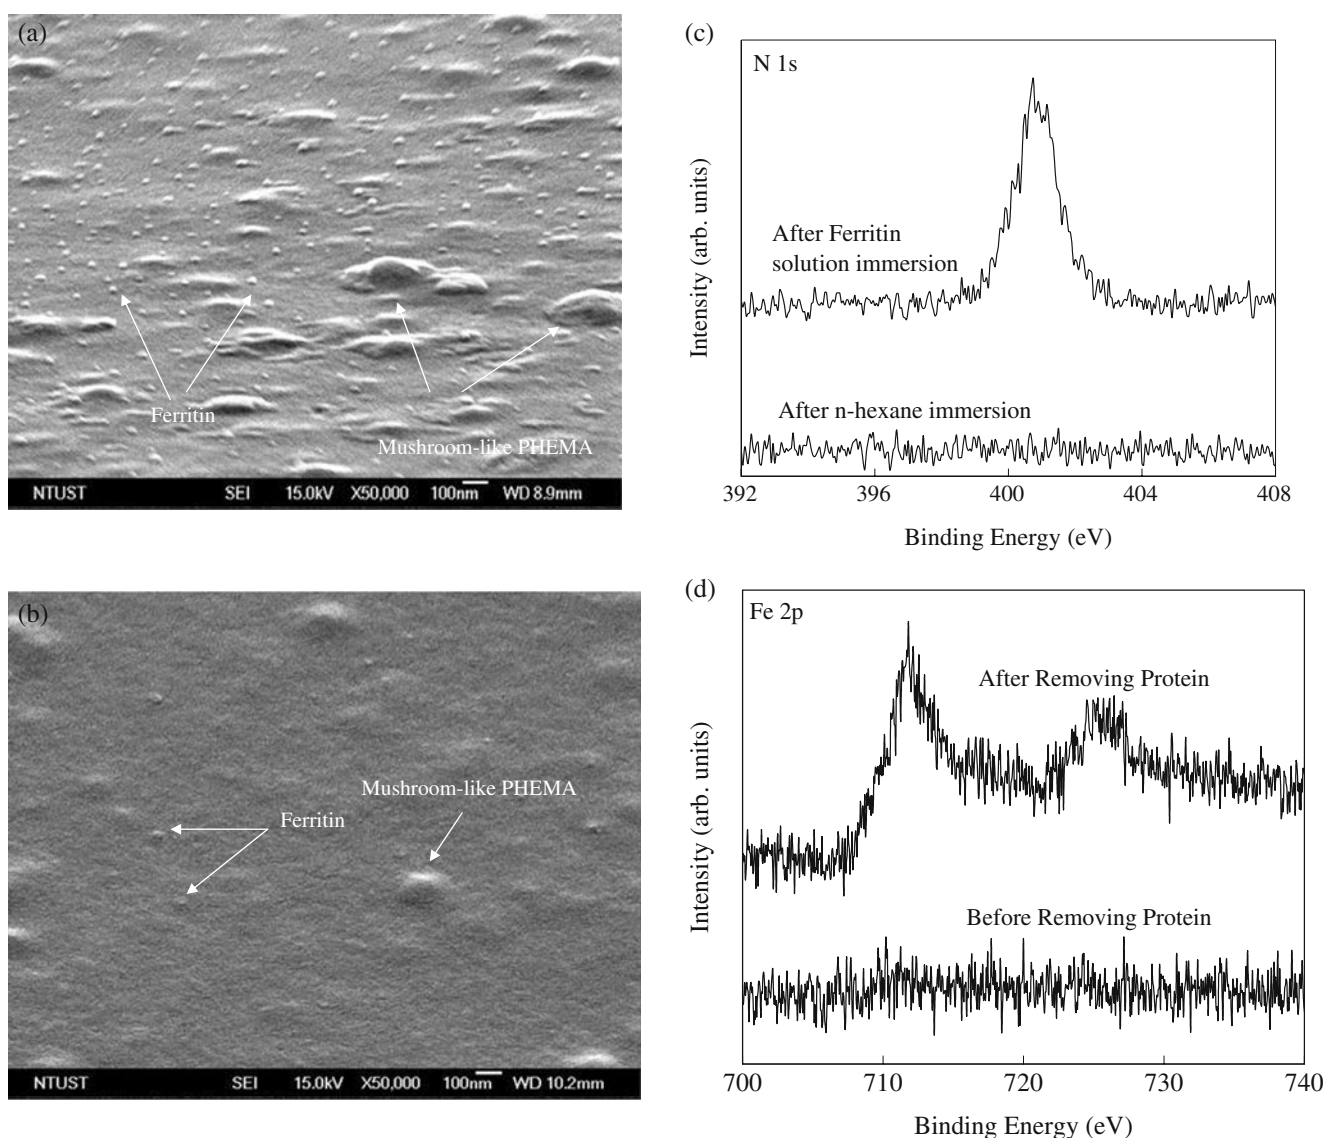 (a)
Ferritin
Mushroom-like PHEMA
NTUST SEI 15.0kV X50,000 100nm WD 8.9mm
(b)
Mushroom-like PHEMA
Ferritin
NTUST SEI 15.0kV X50,000 100nm WD 10.2mm
(c)
N 1s
Intensity (arb. units)
After Ferritin
solution immersion
After n-hexane immersion
392 396 400 404 408
Binding Energy (eV)
(d)
Fe 2p
Intensity (arb. units)
After Removing Protein
Before Removing Protein
700 710 720 730 740
Binding Energy (eV)